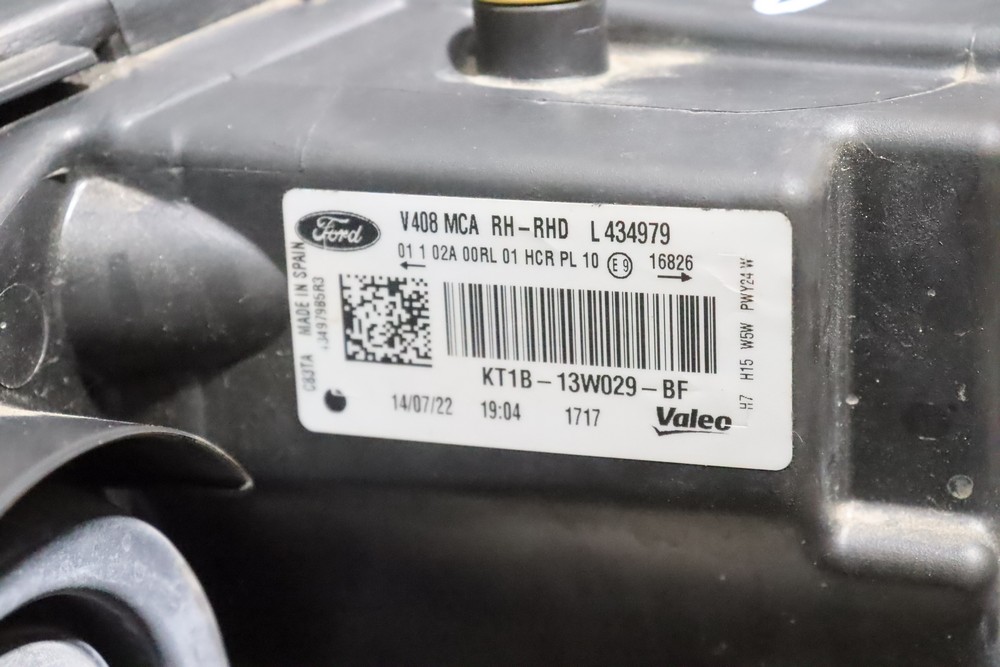 Ford
V408 MCA RH-RHD L434979
01 1 02A 00RL 01 HCR PL 10 E9 16826
MADE IN SPAIN
KT1B-13W029-BF
14/07/22 19:04 1717
Valeo
H7 H15 W5W PWY24W